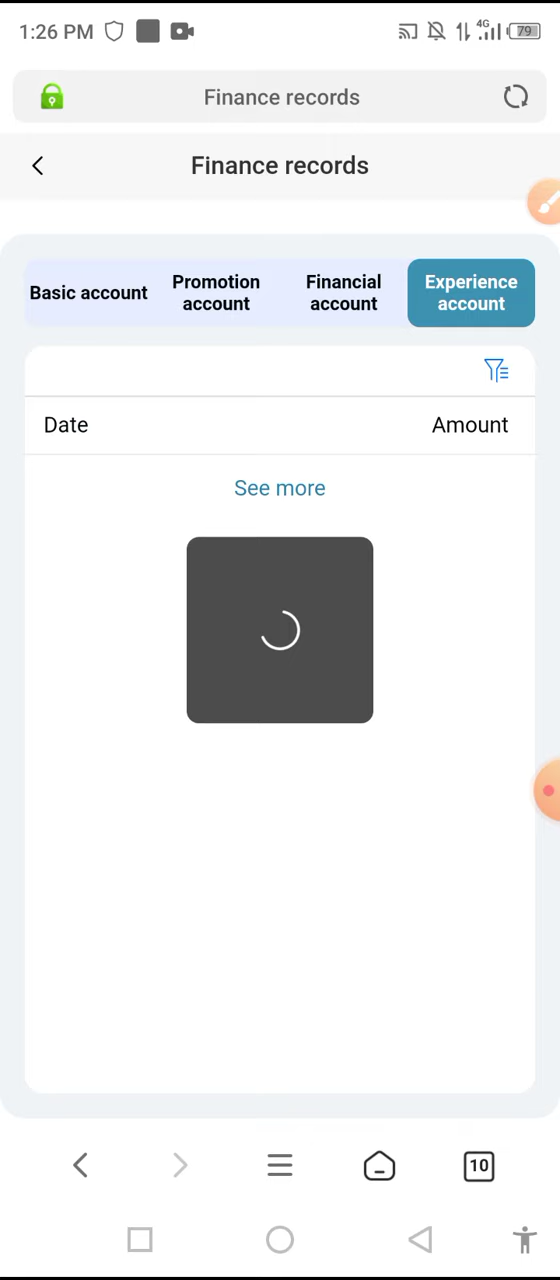 1:26 PM 4G 79
Finance records
Finance records
Basic account
Promotion account
Financial account
Experience account
Date Amount
See more
10